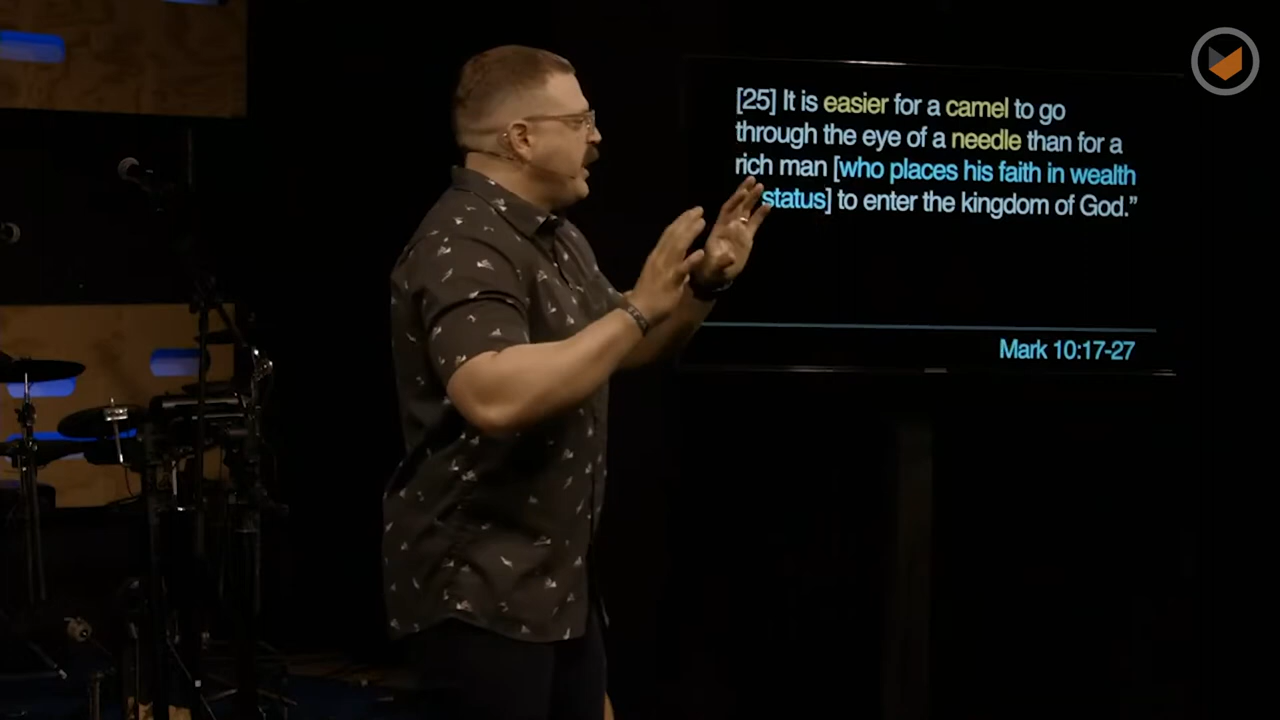 [25] It is easier for a camel to go
through the eye of a needle than for a
rich man [who places his faith in wealth
status] to enter the kingdom of God.”
Mark 10:17-27